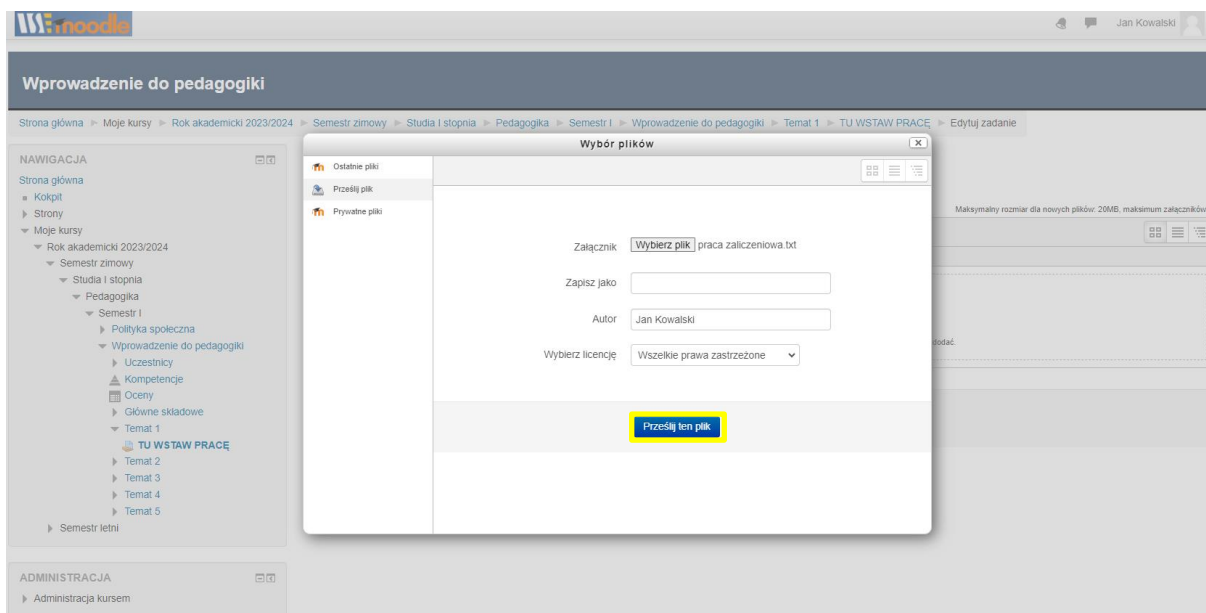 WSE moodle
Jan Kowalski
Wprowadzenie do pedagogiki
Strona główna Moje kursy Rok akademicki 2023/2024 Semestr zimowy Studia I stopnia Pedagogika Semestr I Wprowadzenie do pedagogiki Temat 1 TU WSTAW PRACĘ Edytuj zadanie
NAWIGACJA
Strona główna
Kokpit
Strony
Moje kursy
Rok akademicki 2023/2024
Semestr zimowy
Studia I stopnia
Pedagogika
Semestr I
Polityka społeczna
Wprowadzenie do pedagogiki
Uczestnicy
Kompetencje
Oceny
Główne składowe
Temat 1
TU WSTAW PRACĘ
Temat 2
Temat 3
Temat 4
Temat 5
Semestr letni
ADMINISTRACJA
Administracja kursem
Wybór plików
Ostatnie pliki
Prześlij plik
Prywatne pliki
Załącznik Wybierz plik praca zaliczeniowa.txt
Zapisz jako
Autor Jan Kowalski
Wybierz licencję Wszelkie prawa zastrzeżone
Prześlij ten plik
Maksymalny rozmiar dla nowych plików: 20MB, maksimum załączników
dodać.